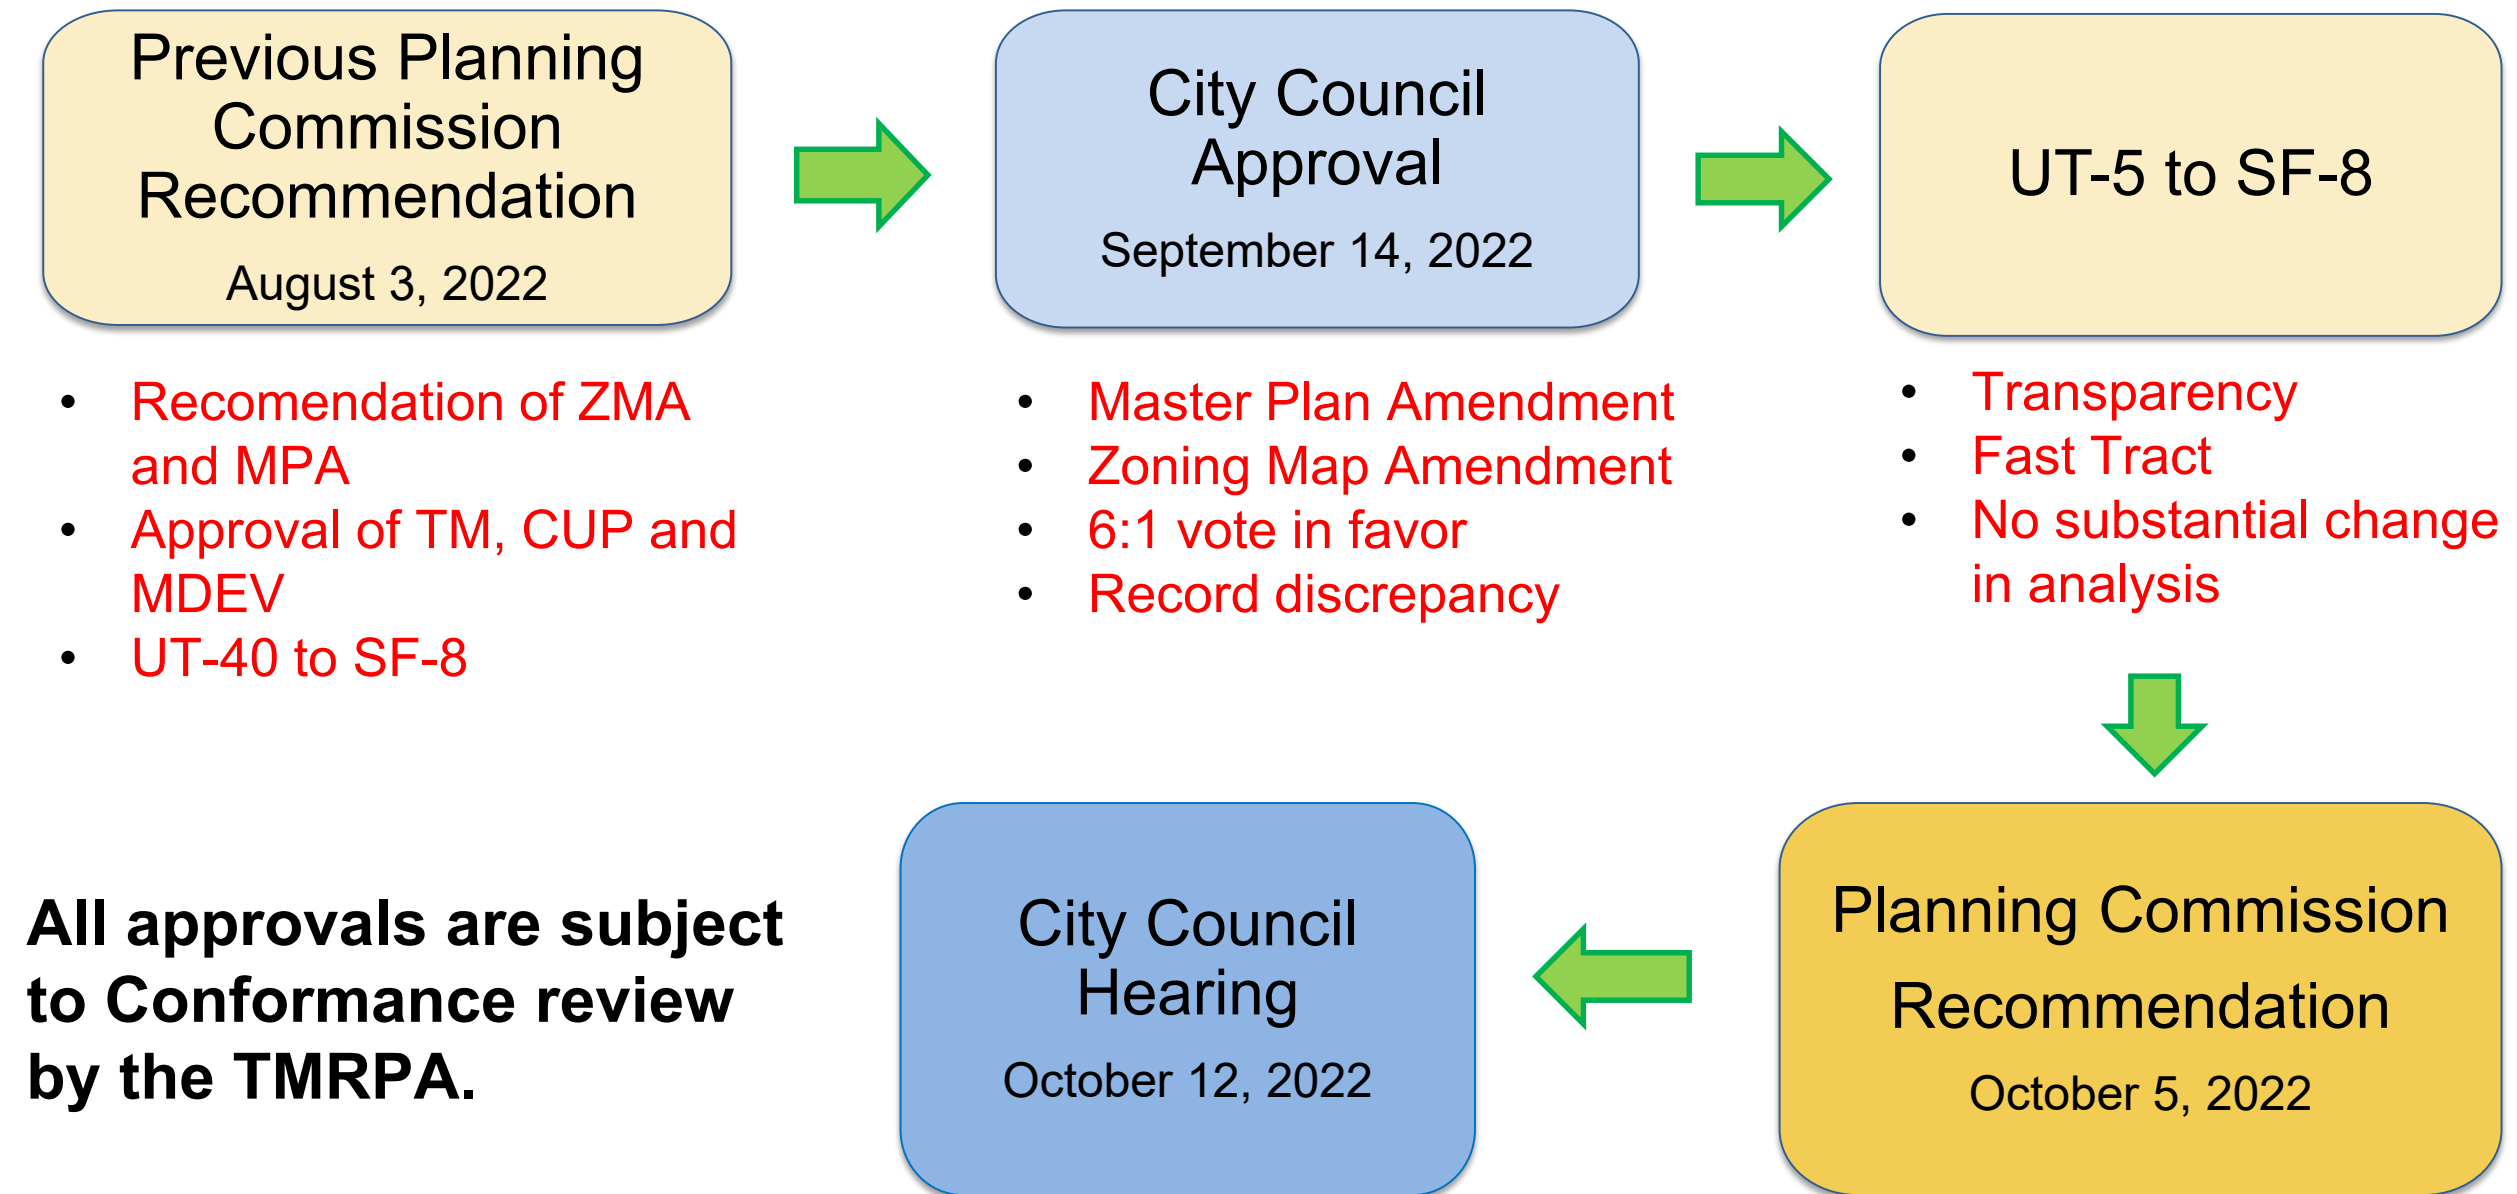 Previous Planning
Commission
Recommendation
August 3, 2022
• Recomendation of ZMA
and MPA
• Approval of TM, CUP and
MDEV
• UT-40 to SF-8
City Council
Approval
September 14, 2022
• Master Plan Amendment
• Zoning Map Amendment
• 6:1 vote in favor
• Record discrepancy
UT-5 to SF-8
• Transparency
• Fast Tract
• No substantial change
in analysis
Planning Commission
Recommendation
October 5, 2022
City Council
Hearing
October 12, 2022
All approvals are subject
to Conformance review
by the TMRPA.